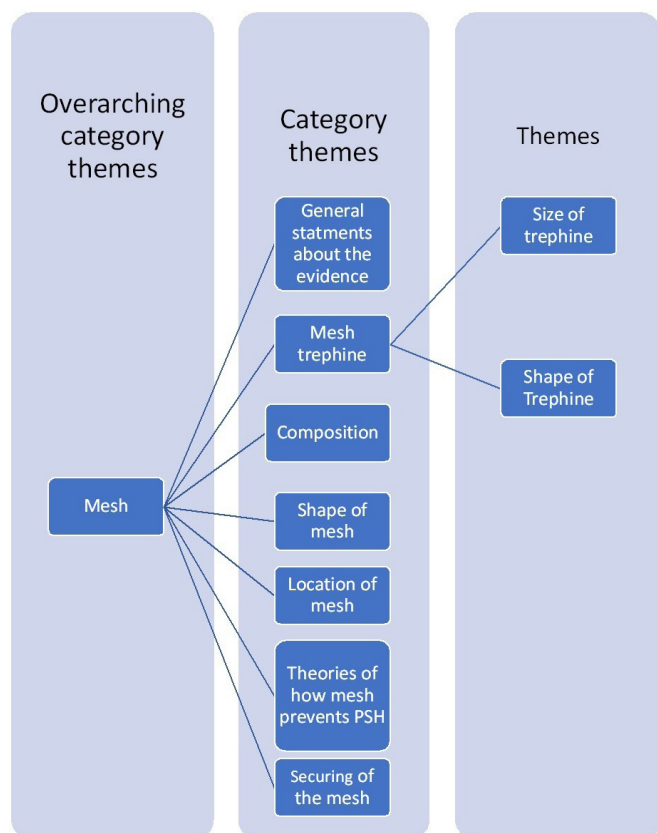 Overarching
category
themes
Category
themes
Themes
General
statments
about the
evidence
Size of
trephine
Mesh
trephine
Shape of
Trephine
Composition
Mesh
Shape of
mesh
Location of
mesh
Theories of
how mesh
prevents PSH
Securing of
the mesh